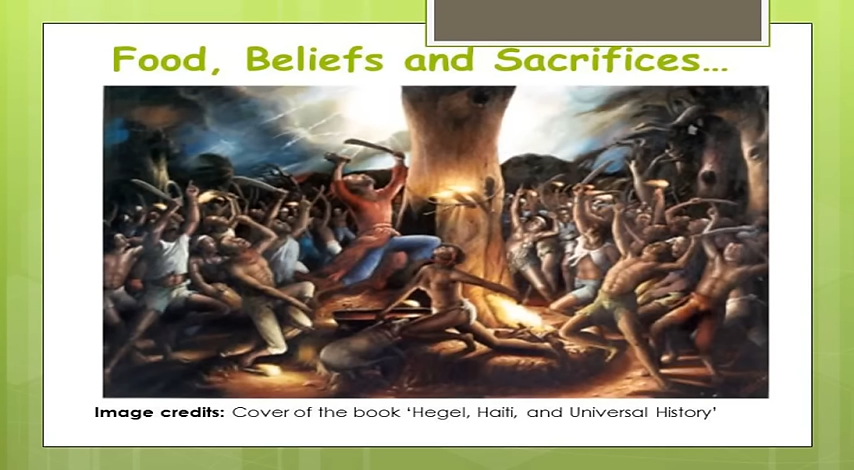 Food, Beliefs and Sacrifices...
Image credits: Cover of the book ‘Hegel, Haiti, and Universal History’